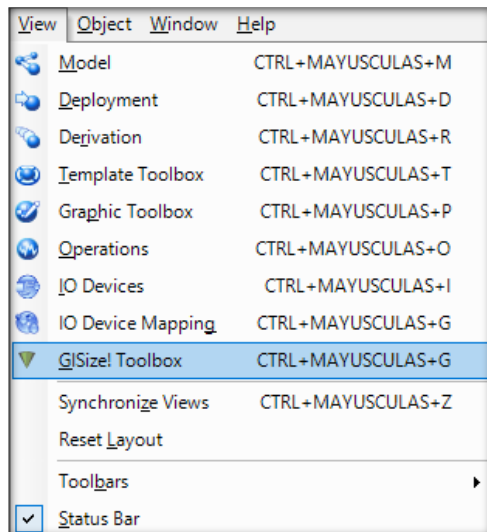 View Object Window Help
Model CTRL+MAYUSCULAS+M
Deployment CTRL+MAYUSCULAS+D
Derivation CTRL+MAYUSCULAS+R
Template Toolbox CTRL+MAYUSCULAS+T
Graphic Toolbox CTRL+MAYUSCULAS+P
Operations CTRL+MAYUSCULAS+O
IO Devices CTRL+MAYUSCULAS+I
IO Device Mapping CTRL+MAYUSCULAS+G
GISize! Toolbox CTRL+MAYUSCULAS+G
Synchronize Views CTRL+MAYUSCULAS+Z
Reset Layout
Toolbars
Status Bar